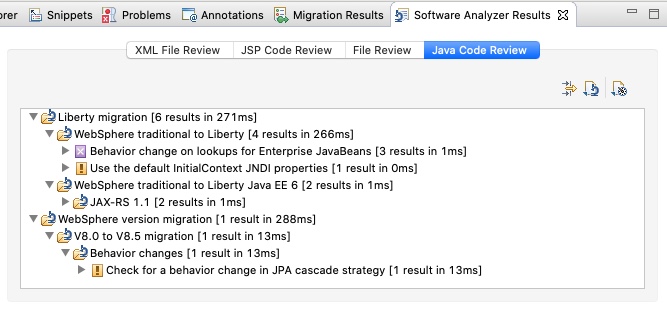 orer Snippets Problems Annotations Migration Results Software Analyzer Results
XML File Review JSP Code Review File Review Java Code Review
Liberty migration [6 results in 271ms]
WebSphere traditional to Liberty [4 results in 266ms]
Behavior change on lookups for Enterprise JavaBeans [3 results in 1ms]
Use the default InitialContext JNDI properties [1 result in 0ms]
WebSphere traditional to Liberty Java EE 6 [2 results in 1ms]
JAX-RS 1.1 [2 results in 1ms]
WebSphere version migration [1 result in 288ms]
V8.0 to V8.5 migration [1 result in 13ms]
Behavior changes [1 result in 13ms]
Check for a behavior change in JPA cascade strategy [1 result in 13ms]